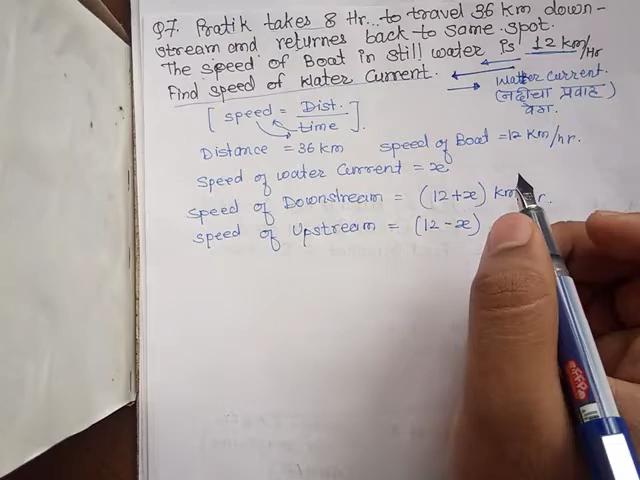 Q7. Pratik takes 8 Hr... to travel 36 km down-
stream and returnes back to same spot.
The speed of Boat in still water is 12 km/Hr
Find speed of Water Current.
Water current.
(नदीचा प्रवाह)
वेग.
[speed = Dist. / time].
Distance = 36 km speed of Boat = 12 km/hr.
speed of water Current = x
speed of Downstream = (12+x) km r.
speed of Upstream = (12-x)